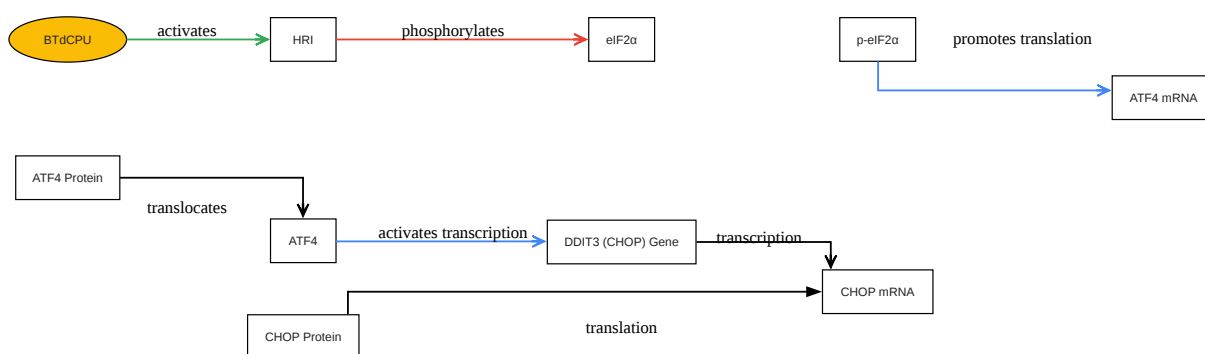 BTdCPU
activates
HRI
phosphorylates
eIF2α
p-eIF2α
promotes translation
ATF4 mRNA
ATF4 Protein
translocates
ATF4
activates transcription
DDIT3 (CHOP) Gene
transcription
CHOP mRNA
CHOP Protein
translation